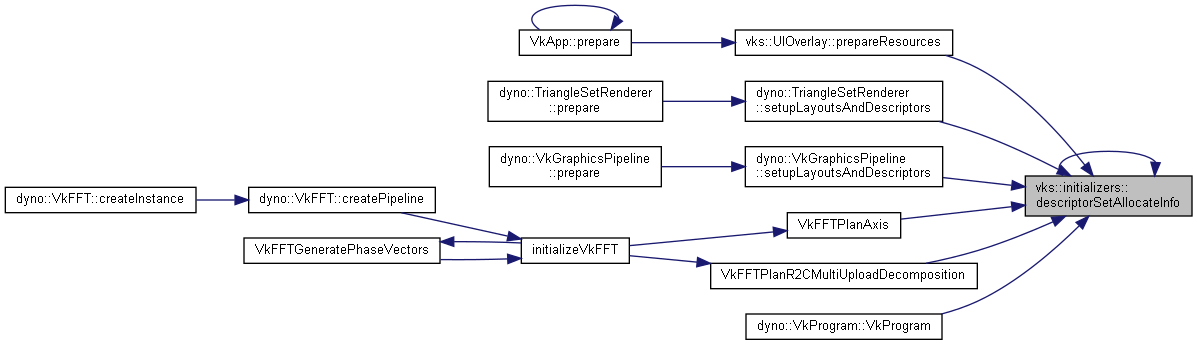 VkApp::prepare
vks::UIOverlay::prepareResources
dyno::TriangleSetRenderer
::prepare
dyno::TriangleSetRenderer
::setupLayoutsAndDescriptors
dyno::VkGraphicsPipeline
::prepare
dyno::VkGraphicsPipeline
::setupLayoutsAndDescriptors
vks::initializers::
descriptorSetAllocateInfo
dyno::VkFFT::createInstance
dyno::VkFFT::createPipeline
VkFFTPlanAxis
VkFFTGeneratePhaseVectors
initializeVkFFT
VkFFTPlanR2CMultiUploadDecomposition
dyno::VkProgram::VkProgram